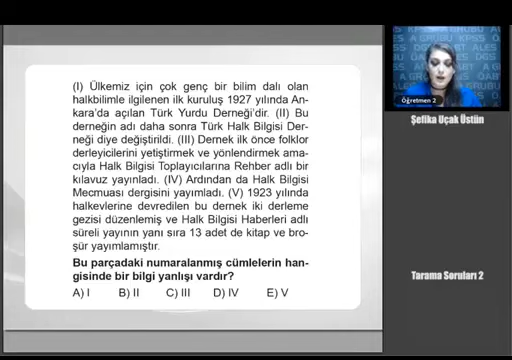 (I) Ülkemiz için çok genç bir bilim dalı olan
halkbilimle ilgilenen ilk kuruluş 1927 yılında An-
kara'da açılan Türk Yurdu Derneği'dir. (II) Bu
derneğin adı daha sonra Türk Halk Bilgisi Der-
neği diye değiştirildi. (III) Dernek ilk önce folklor
derleyicilerini yetiştirmek ve yönlendirmek ama-
cıyla Halk Bilgisi Toplayıcılarına Rehber adlı bir
kılavuz yayınladı. (IV) Ardından da Halk Bilgisi
Mecmuası dergisini yayımladı. (V) 1923 yılında
halkevlerine devredilen bu dernek iki derleme
gezisi düzenlemiş ve Halk Bilgisi Haberleri adlı
süreli yayının yanı sıra 13 adet de kitap ve bro-
şür yayımlamıştır.
Bu parçadaki numaralanmış cümlelerin han-
gisinde bir bilgi yanlışı vardır?
A) I B) II C) III D) IV E) V
Öğretmen 2
Şefika Uçak Üstün
Tarama Soruları 2